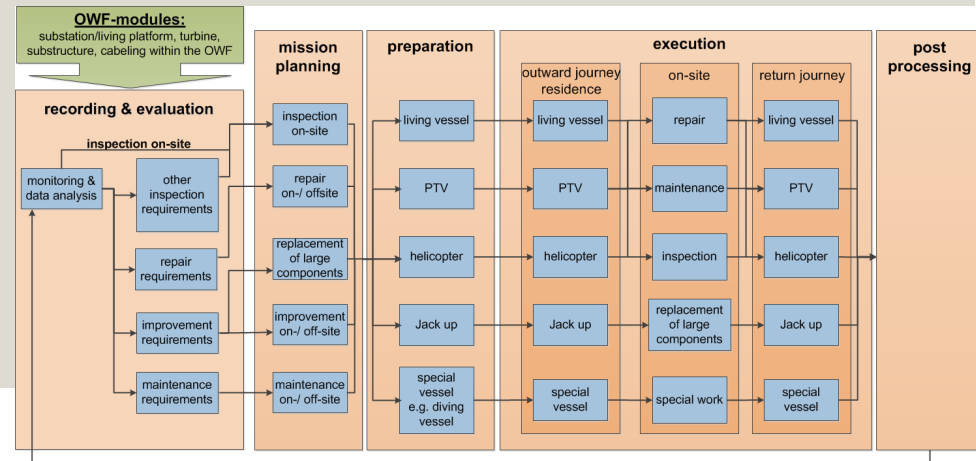 OWF-modules:
substation/living platform, turbine,
substructure, cabeling within the OWF
recording & evaluation
inspection on-site
monitoring &
data analysis
other
inspection
requirements
repair
requirements
improvement
requirements
maintenance
requirements
mission
planning
inspection
on-site
repair
on-/ offsite
replacement
of large
components
improvement
on-/ off-site
maintenance
on-/ off-site
preparation
living vessel
PTV
helicopter
Jack up
special
vessel
e.g. diving
vessel
execution
outward journey
residence
living vessel
PTV
helicopter
Jack up
special
vessel
on-site
repair
maintenance
inspection
replacement
of large
components
special work
return journey
living vessel
PTV
helicopter
Jack up
special
vessel
post
processing